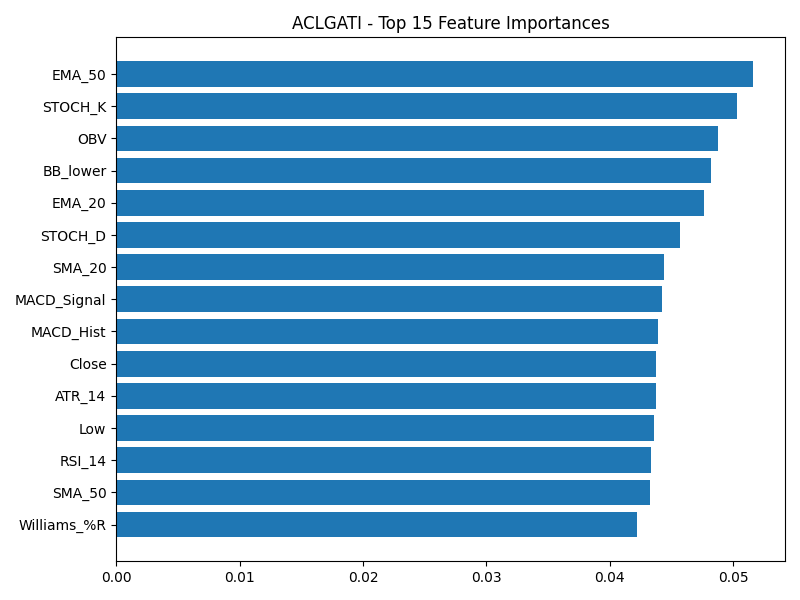 ACLGATI - Top 15 Feature Importances
EMA_50
STOCH_K
OBV
BB_lower
EMA_20
STOCH_D
SMA_20
MACD_Signal
MACD_Hist
Close
ATR_14
Low
RSI_14
SMA_50
Williams_%R
0.00 0.01 0.02 0.03 0.04 0.05